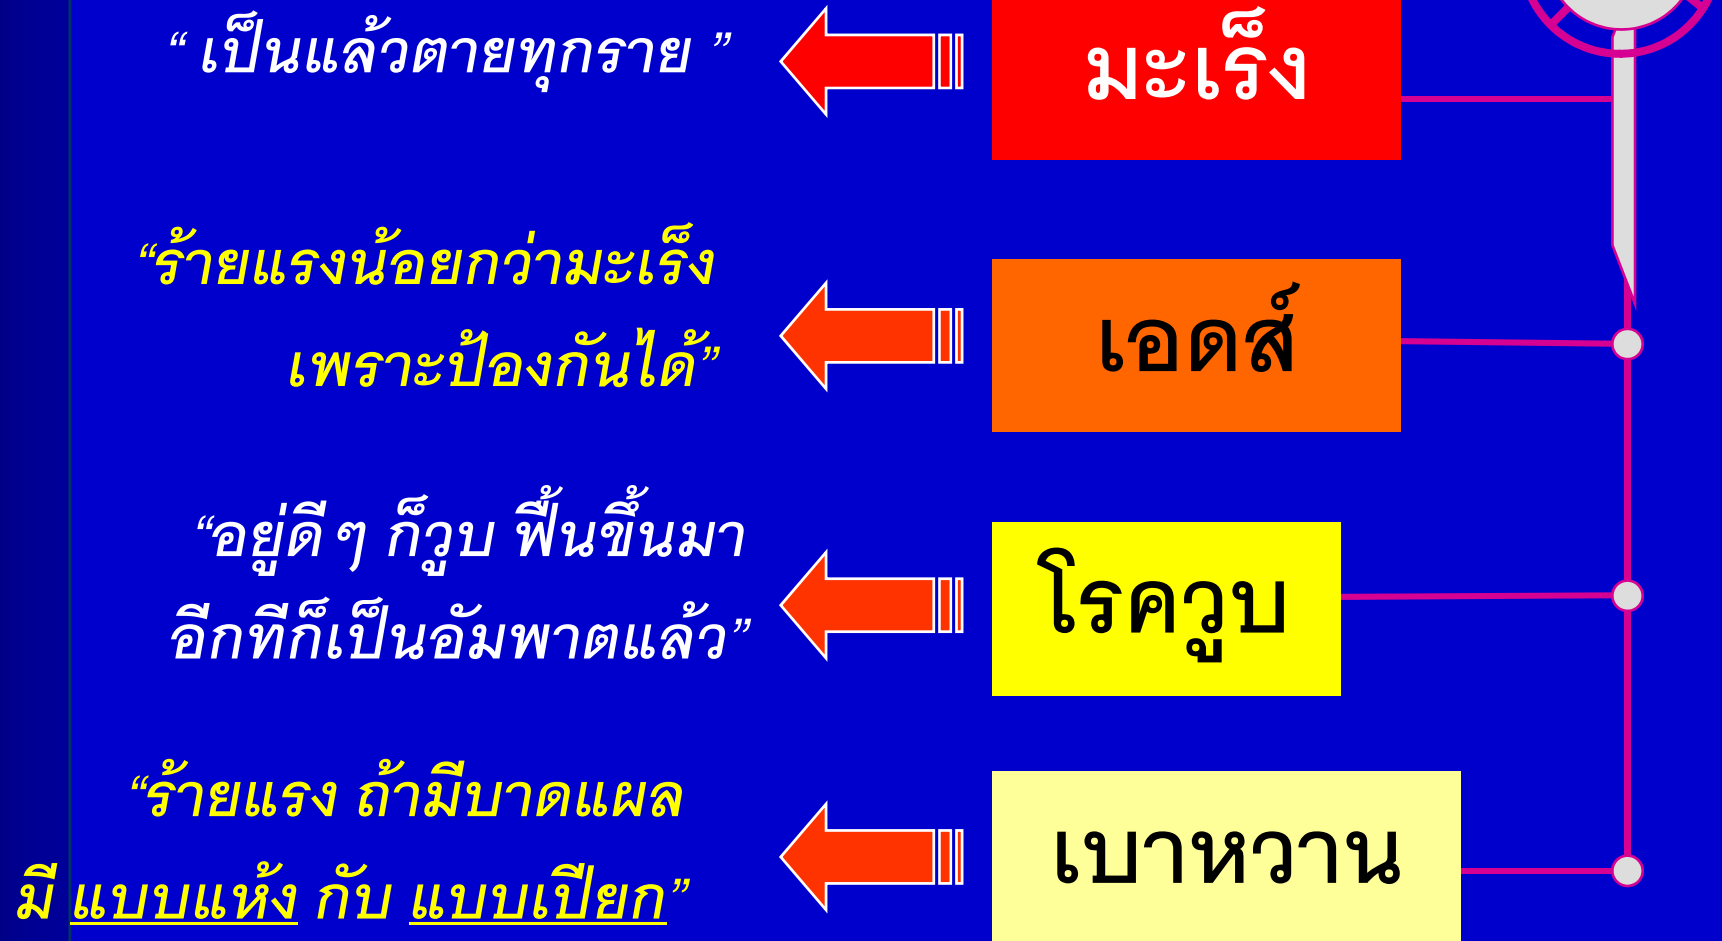 “ เป็นแล้วตายทุกราย ”
มะเร็ง
“ร้ายแรงน้อยกว่ามะเร็ง
เพราะป้องกันได้”
เอดส์
“อยู่ดี ๆ ก็วูบ ฟื้นขึ้นมา
อีกทีก็เป็นอัมพาตแล้ว”
โรควูบ
“ร้ายแรง ถ้ามีบาดแผล
มี แบบแห้ง กับ แบบเปียก”
เบาหวาน